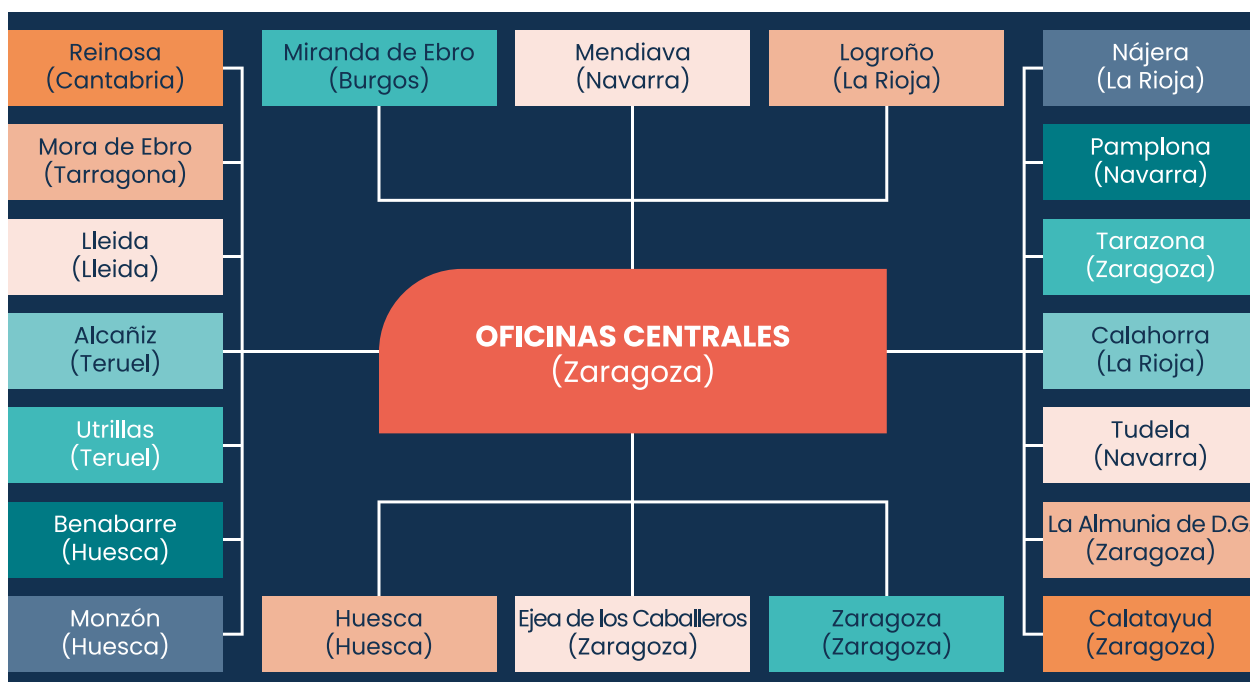 Reinosa
(Cantabria)
Miranda de Ebro
(Burgos)
Mendiava
(Navarra)
Logroño
(La Rioja)
Nájera
(La Rioja)
Mora de Ebro
(Tarragona)
Pamplona
(Navarra)
Lleida
(Lleida)
Tarazona
(Zaragoza)
OFICINAS CENTRALES
(Zaragoza)
Alcañiz
(Teruel)
Calahorra
(La Rioja)
Utrillas
(Teruel)
Tudela
(Navarra)
Benabarre
(Huesca)
La Almunia de D.G
(Zaragoza)
Monzón
(Huesca)
Huesca
(Huesca)
Ejea de los Caballeros
(Zaragoza)
Zaragoza
(Zaragoza)
Calatayud
(Zaragoza)